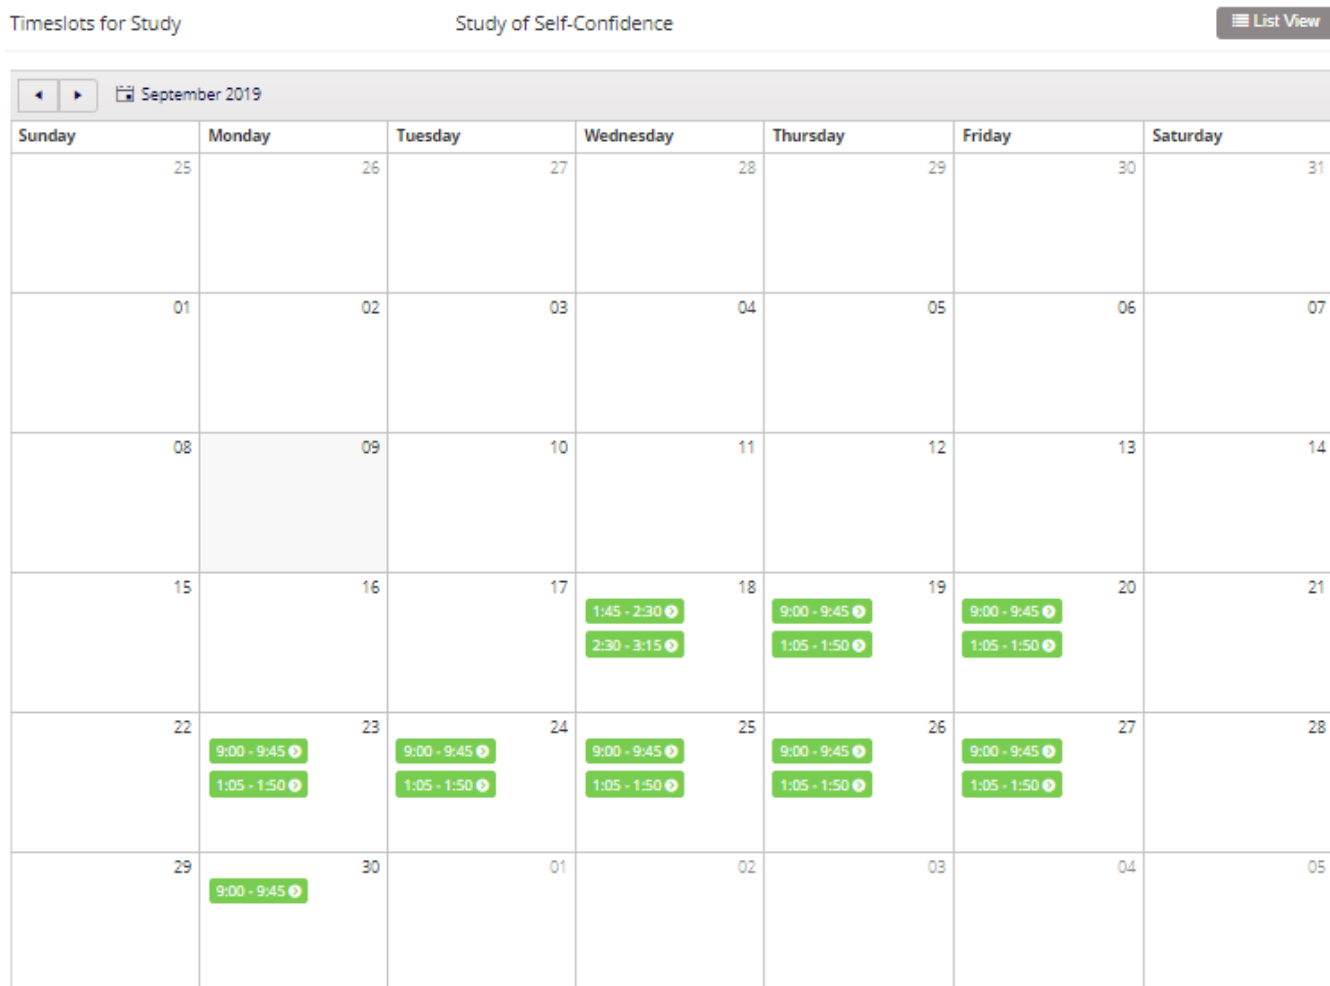 Timeslots for Study Study of Self-Confidence List View
September 2019
Sunday Monday Tuesday Wednesday Thursday Friday Saturday
25 26 27 28 29 30 31
01 02 03 04 05 06 07
08 09 10 11 12 13 14
15 16 17 18 19 20 21
1:45 - 2:30 9:00 - 9:45 9:00 - 9:45
2:30 - 3:15 1:05 - 1:50 1:05 - 1:50
22 23 24 25 26 27 28
9:00 - 9:45 9:00 - 9:45 9:00 - 9:45 9:00 - 9:45 9:00 - 9:45
1:05 - 1:50 1:05 - 1:50 1:05 - 1:50 1:05 - 1:50 1:05 - 1:50
29 30 01 02 03 04 05
9:00 - 9:45